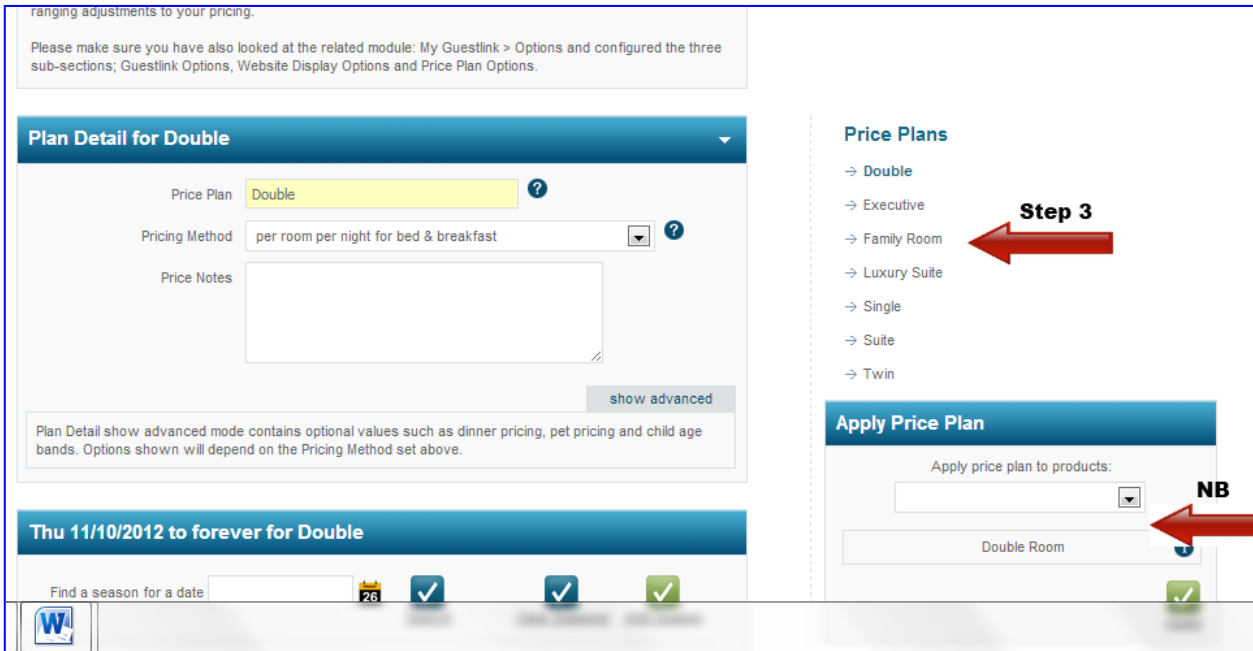 ranging adjustments to your pricing.
Please make sure you have also looked at the related module: My Guestlink > Options and configured the three
sub-sections; Guestlink Options, Website Display Options and Price Plan Options.
Plan Detail for Double
Price Plan Double ?
Pricing Method per room per night for bed & breakfast ?
Price Notes
show advanced
Plan Detail show advanced mode contains optional values such as dinner pricing, pet pricing and child age
bands. Options shown will depend on the Pricing Method set above.
Thu 11/10/2012 to forever for Double
Find a season for a date 26
Price Plans
→ Double
→ Executive
Step 3
→ Family Room
→ Luxury Suite
→ Single
→ Suite
→ Twin
Apply Price Plan
Apply price plan to products:
NB
Double Room
W